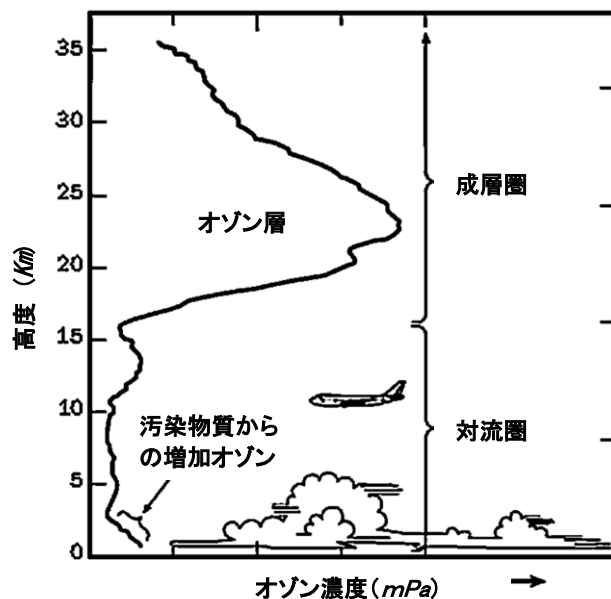 35
30
25
20
15
10
5
0
高度 (Km)
オゾン層
成層圏
対流圏
汚染物質から
の増加オゾン
オゾン濃度(mPa)